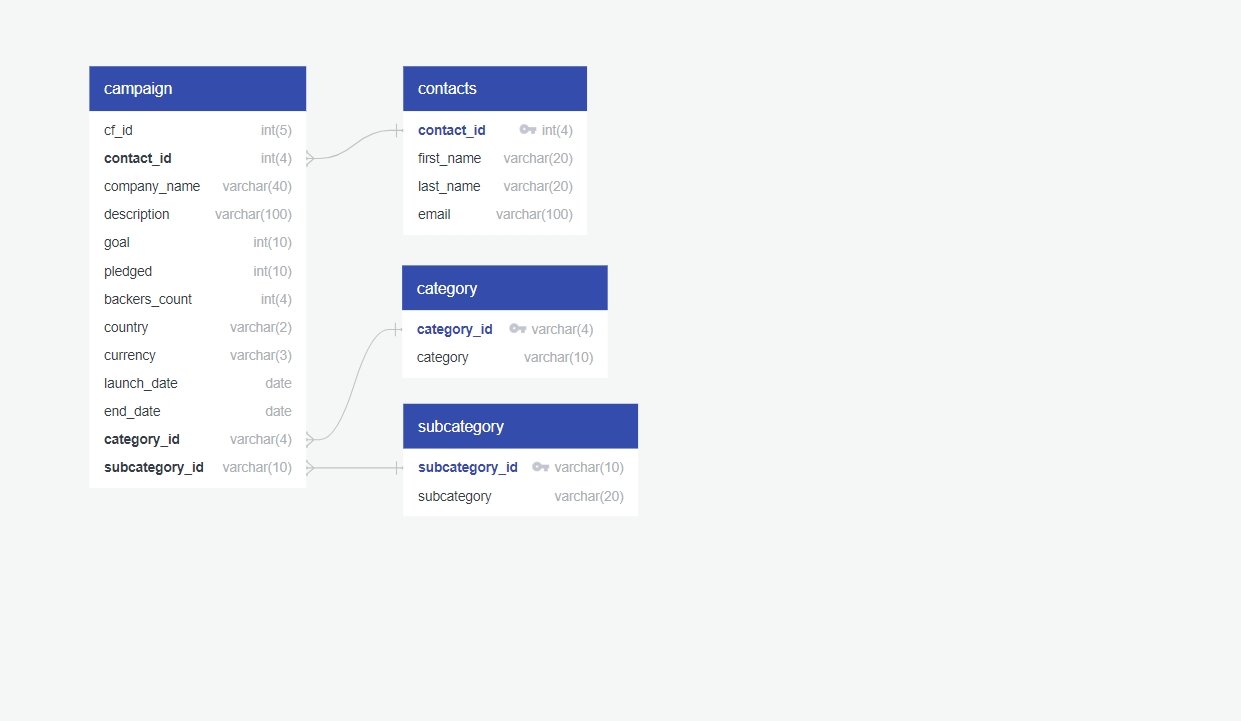 campaign
cf_id int(5)
contact_id int(4)
company_name varchar(40)
description varchar(100)
goal int(10)
pledged int(10)
backers_count int(4)
country varchar(2)
currency varchar(3)
launch_date date
end_date date
category_id varchar(4)
subcategory_id varchar(10)
contacts
contact_id int(4)
first_name varchar(20)
last_name varchar(20)
email varchar(100)
category
category_id varchar(4)
category varchar(10)
subcategory
subcategory_id varchar(10)
subcategory varchar(20)